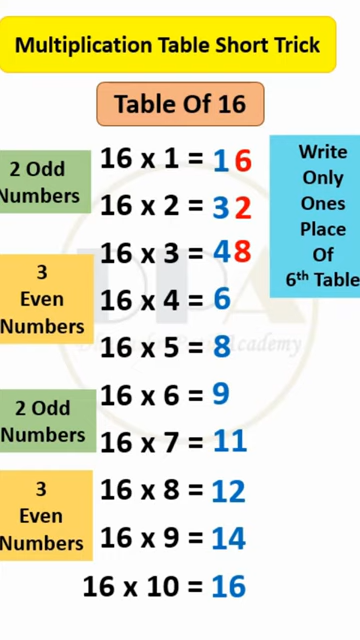 Multiplication Table Short Trick
Table Of 16
2 Odd
Numbers
3
Even
Numbers
2 Odd
Numbers
3
Even
Numbers
16 x 1 = 16
16 x 2 = 32
16 x 3 = 48
16 x 4 = 6
16 x 5 = 8
16 x 6 = 9
16 x 7 = 11
16 x 8 = 12
16 x 9 = 14
16 x 10 = 16
Write
Only
Ones
Place
Of
6th Table
DPA
Academy